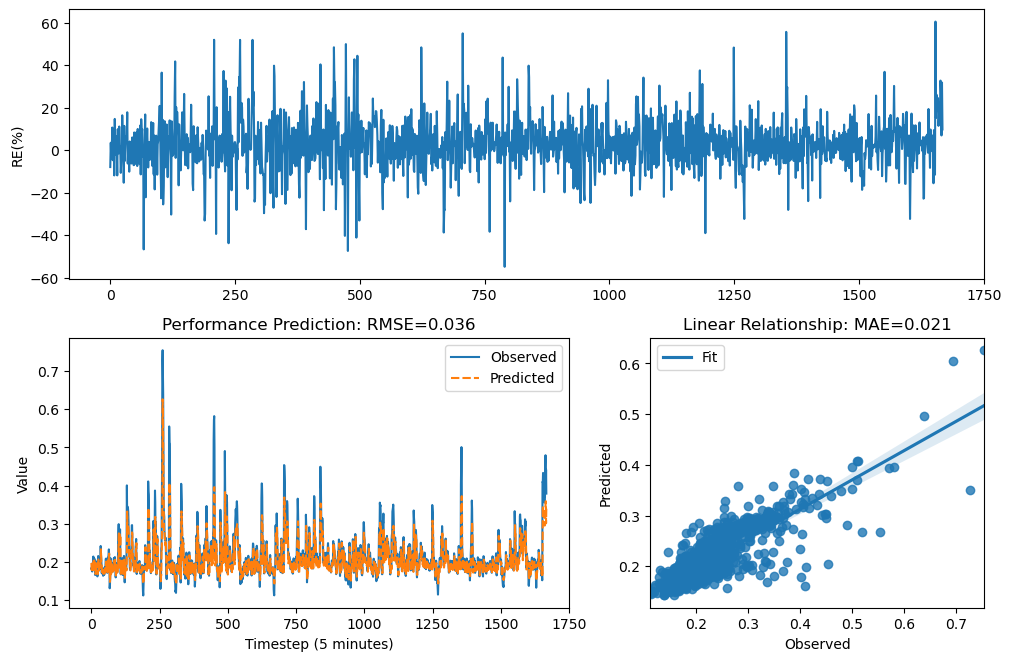 RE(%)
60
40
20
0
−20
−40
−60
0 250 500 750 1000 1250 1500 1750
Performance Prediction: RMSE=0.036
Value
0.7
0.6
0.5
0.4
0.3
0.2
0.1
Observed
Predicted
0 250 500 750 1000 1250 1500 1750
Timestep (5 minutes)
Linear Relationship: MAE=0.021
Predicted
0.6
0.5
0.4
0.3
0.2
Fit
0.2 0.3 0.4 0.5 0.6 0.7
Observed